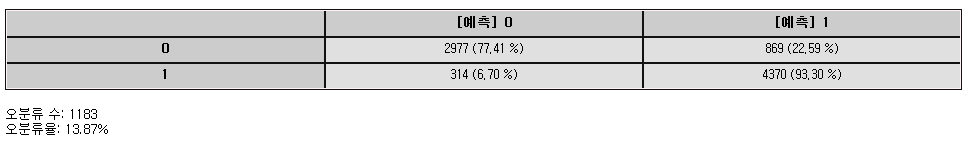 [예측] 0 [예측] 1
0 2977 (77,41 %) 869 (22,59 %)
1 314 (6,70 %) 4370 (93,30 %)
오분류 수: 1183
오분류율: 13.87%